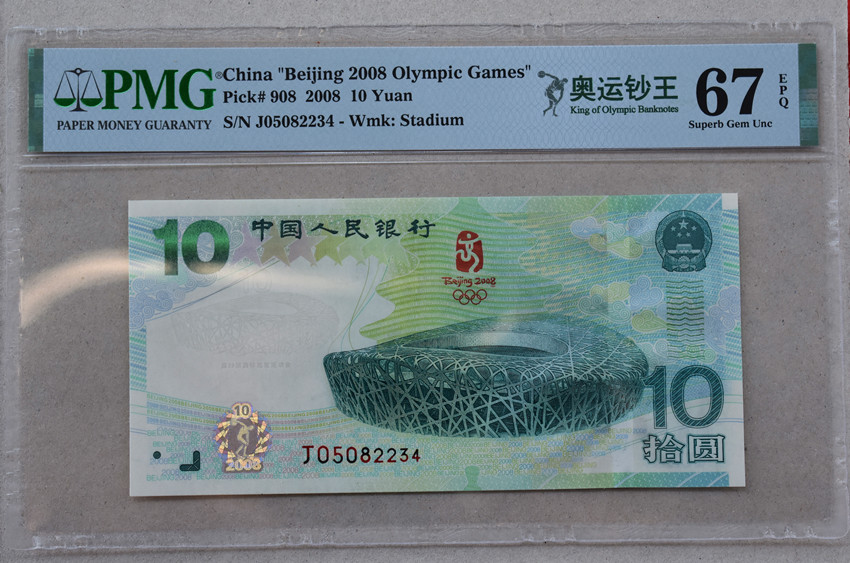 PMG®
PAPER MONEY GUARANTY
China "Beijing 2008 Olympic Games"
Pick# 908 2008 10 Yuan
S/N J05082234 - Wmk: Stadium
奥运钞王
King of Olympic Banknotes
67
EPQ
Superb Gem Unc
10
中国人民银行
Beijing 2008
10
拾圆
10
2008
J05082234